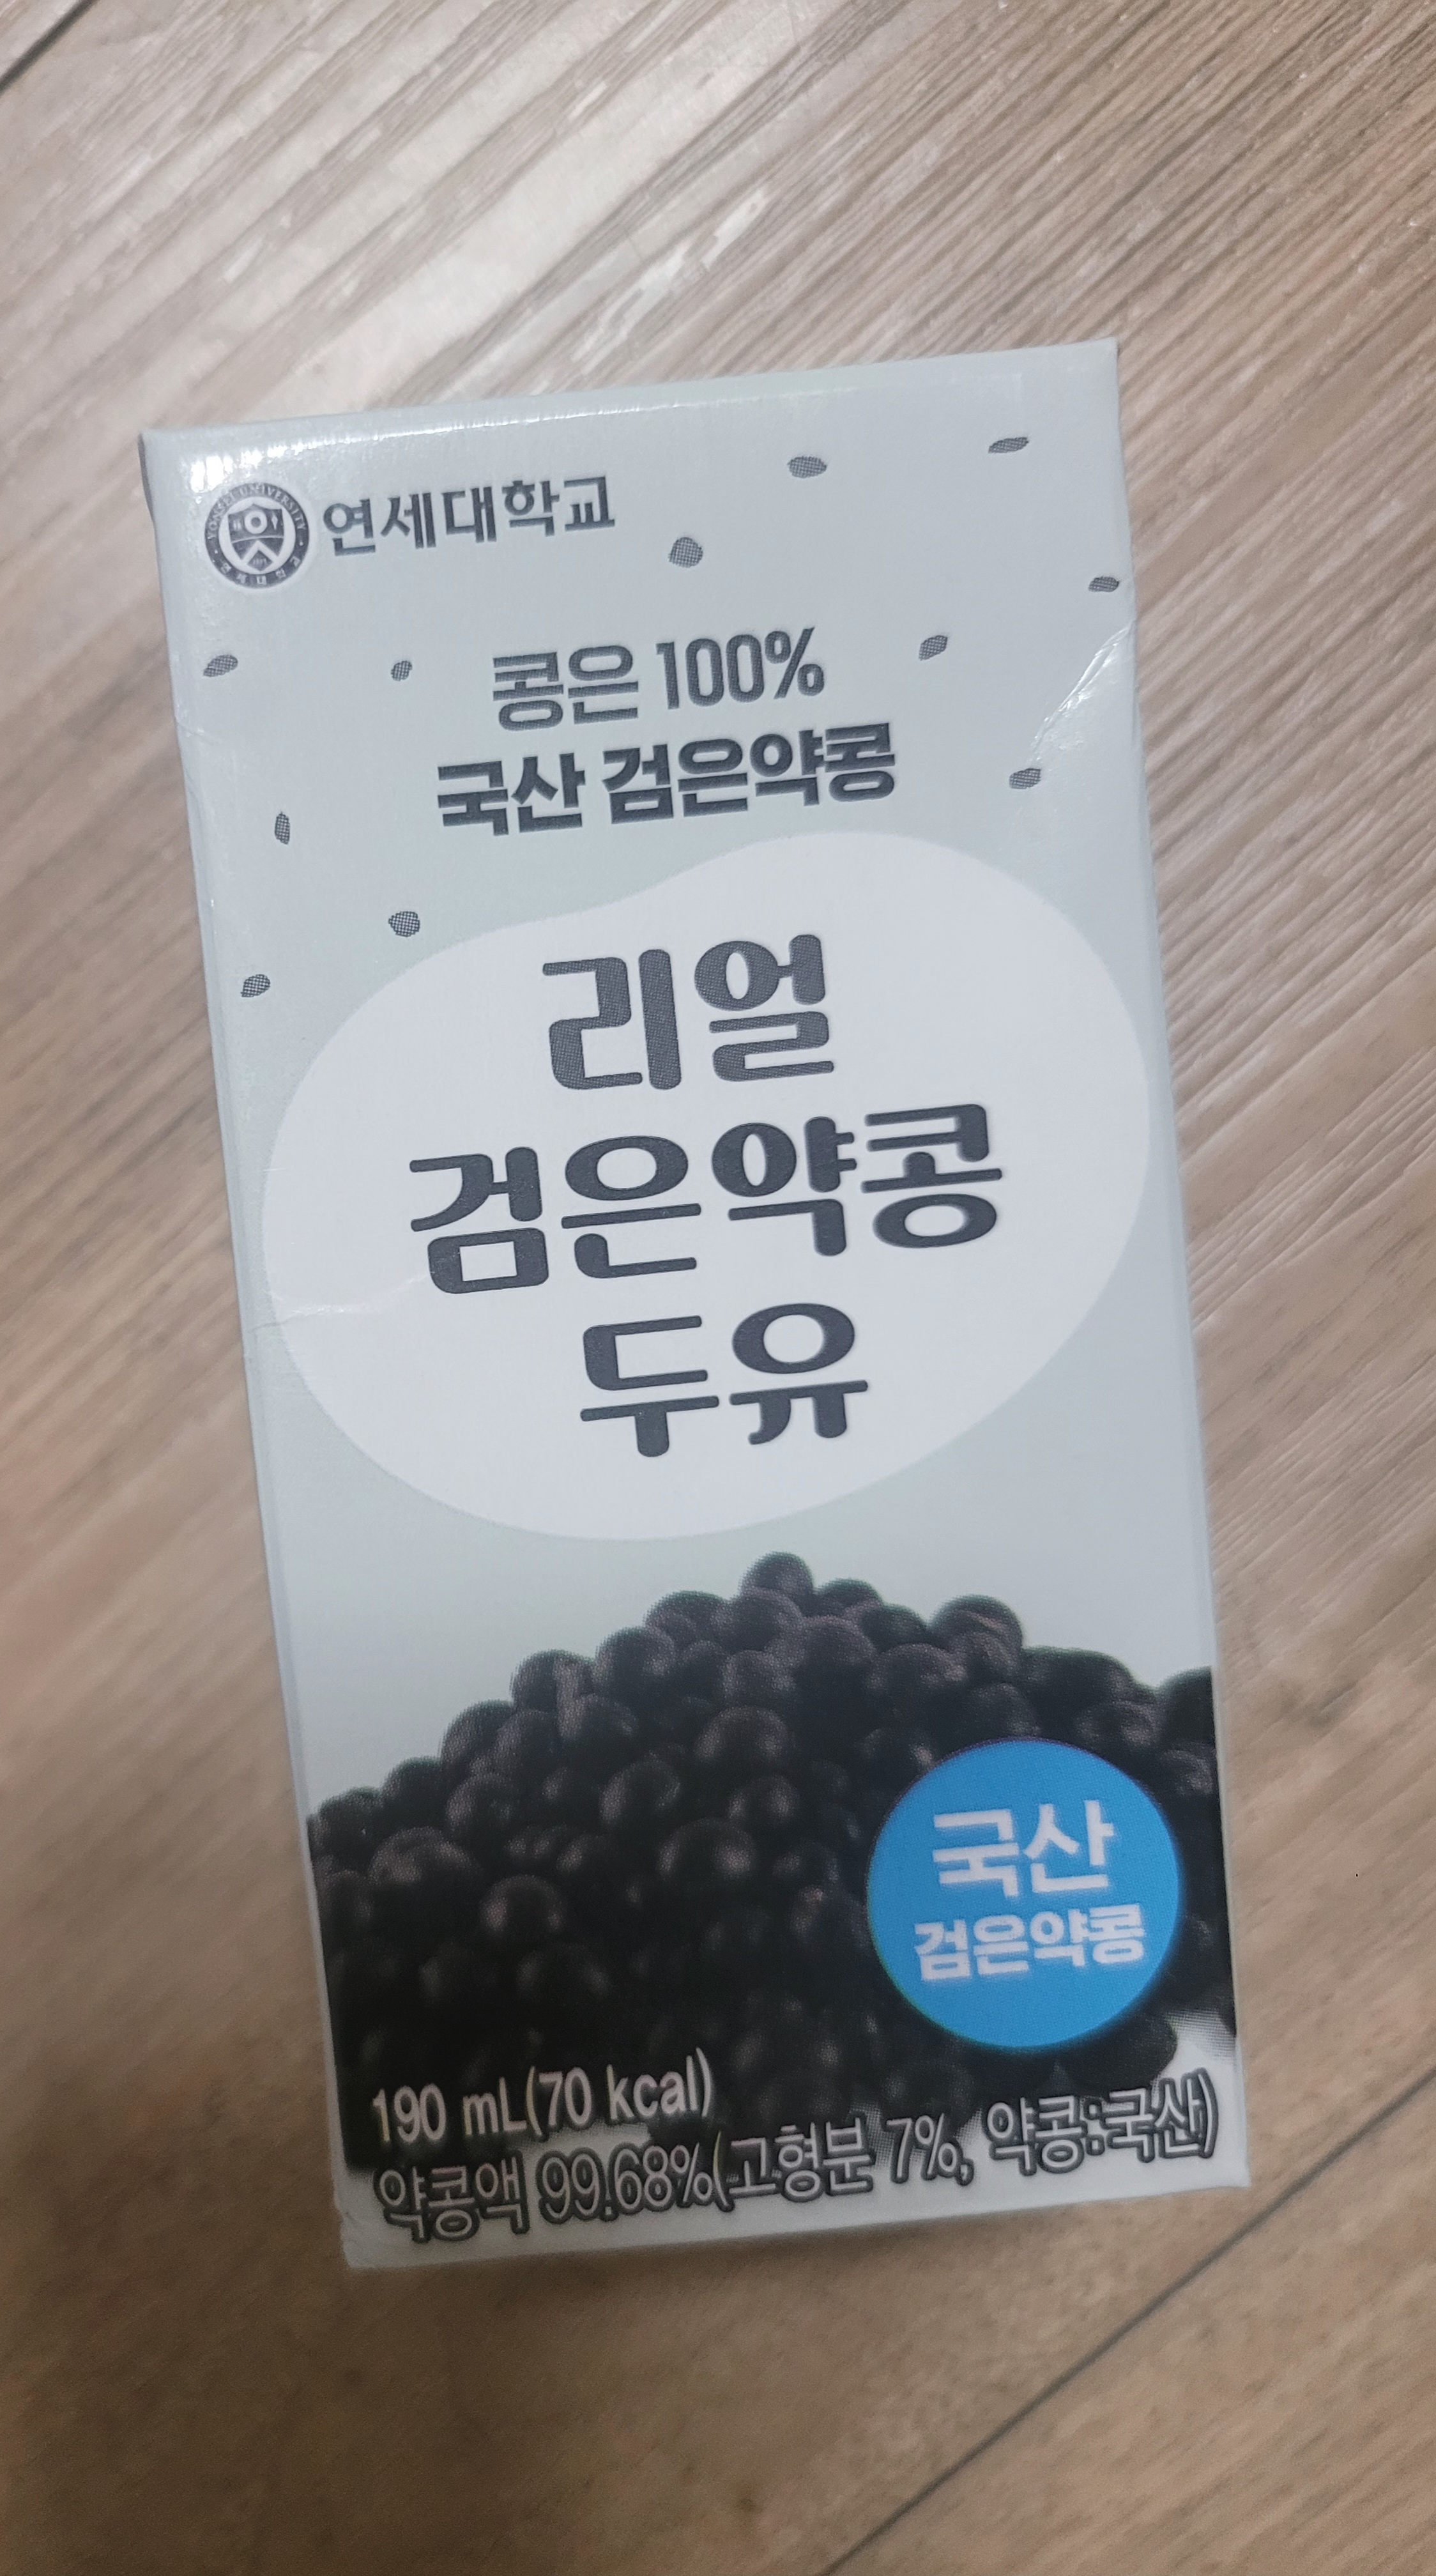 연세대학교
콩은 100%
국산 검은약콩
리얼
검은약콩
두유
국산
검은약콩
190 mL(70 kcal)
약콩액 99.68%(고형분 7%, 약콩:국산)